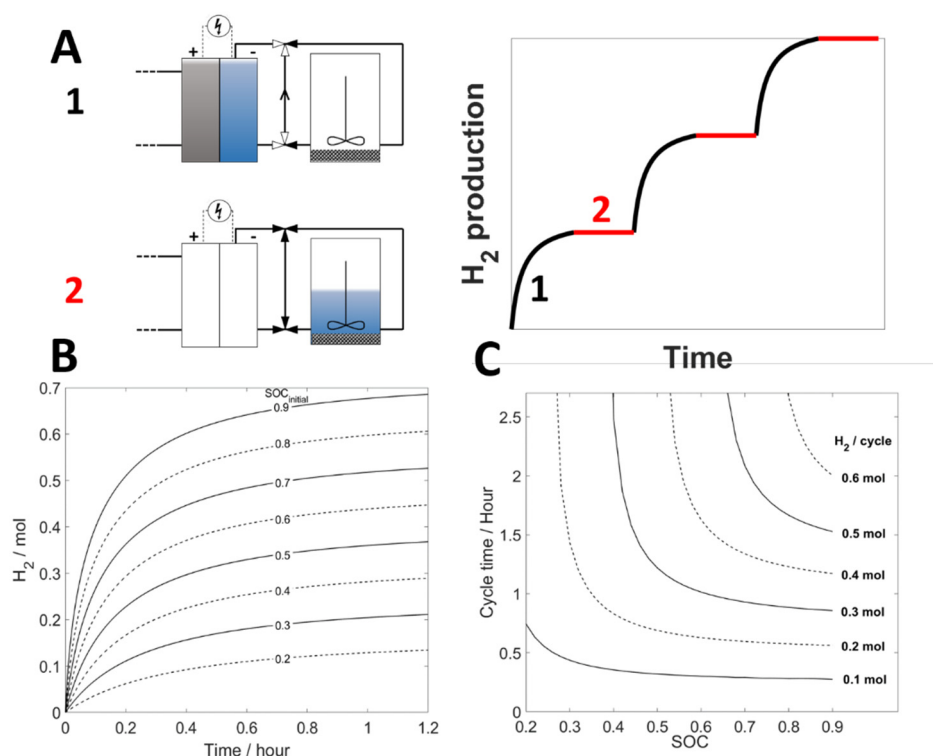 A
1
+ -
2
+ -
H2 production
1
2
Time
B
H2 / mol
0.7
0.6
0.5
0.4
0.3
0.2
0.1
0
SOCinitial
0.9
0.8
0.7
0.6
0.5
0.4
0.3
0.2
0 0.2 0.4 0.6 0.8 1 1.2
Time / hour
C
Cycle time / Hour
2.5
2
1.5
1
0.5
0
H2 / cycle
0.6 mol
0.5 mol
0.4 mol
0.3 mol
0.2 mol
0.1 mol
0.2 0.3 0.4 0.5 0.6 0.7 0.8 0.9
SOC